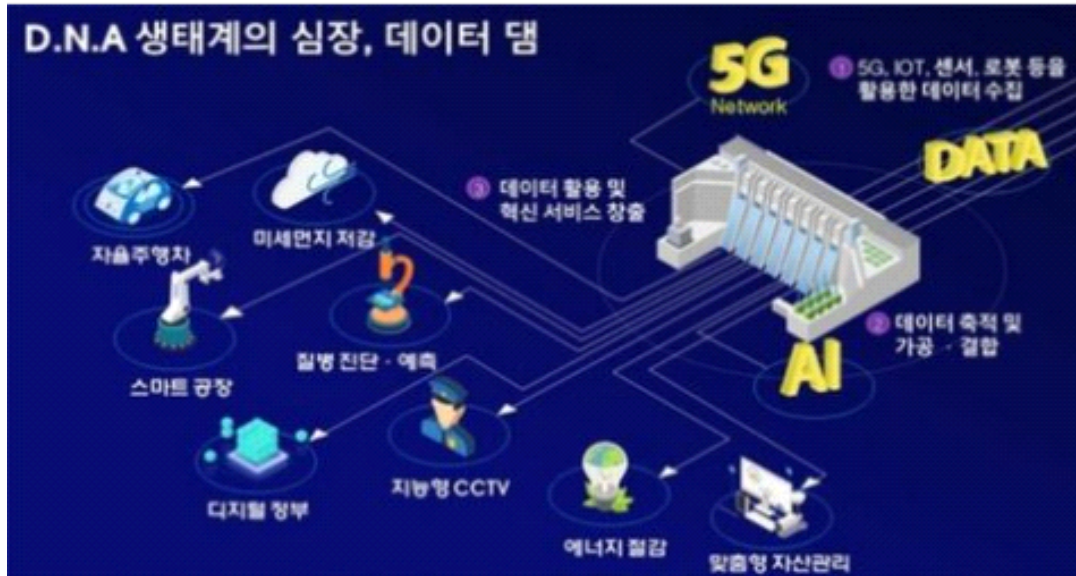 D.N.A 생태계의 심장, 데이터 댐
5G
Network
① 5G, IOT, 센서, 로봇 등을
활용한 데이터 수집
DATA
③ 데이터 활용 및
혁신 서비스 창출
② 데이터 축적 및
가공 · 결합
AI
자율주행차
미세먼지 저감
스마트 공장
질병 진단 · 예측
디지털 정부
지능형 CCTV
에너지 절감
맞춤형 자산관리